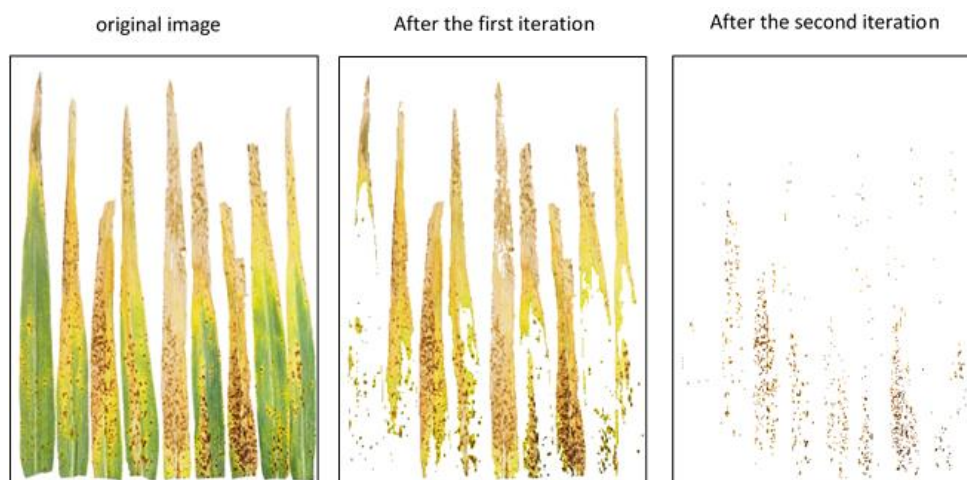 original image
After the first iteration
After the second iteration